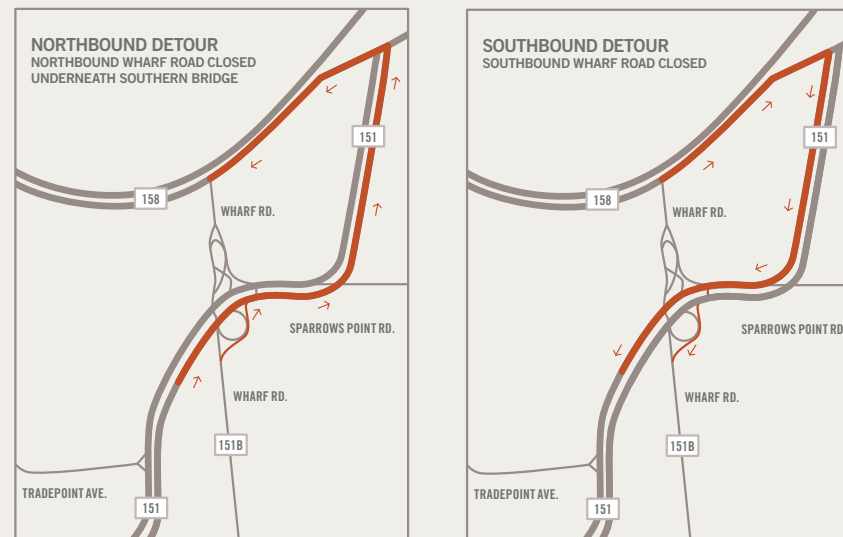 NORTHBOUND DETOUR
NORTHBOUND WHARF ROAD CLOSED
UNDERNEATH SOUTHERN BRIDGE
151
158
WHARF RD.
SPARROWS POINT RD.
WHARF RD.
151B
TRADEPOINT AVE.
151
SOUTHBOUND DETOUR
SOUTHBOUND WHARF ROAD CLOSED
151
158
WHARF RD.
SPARROWS POINT RD
WHARF RD.
151B
TRADEPOINT AVE.
151